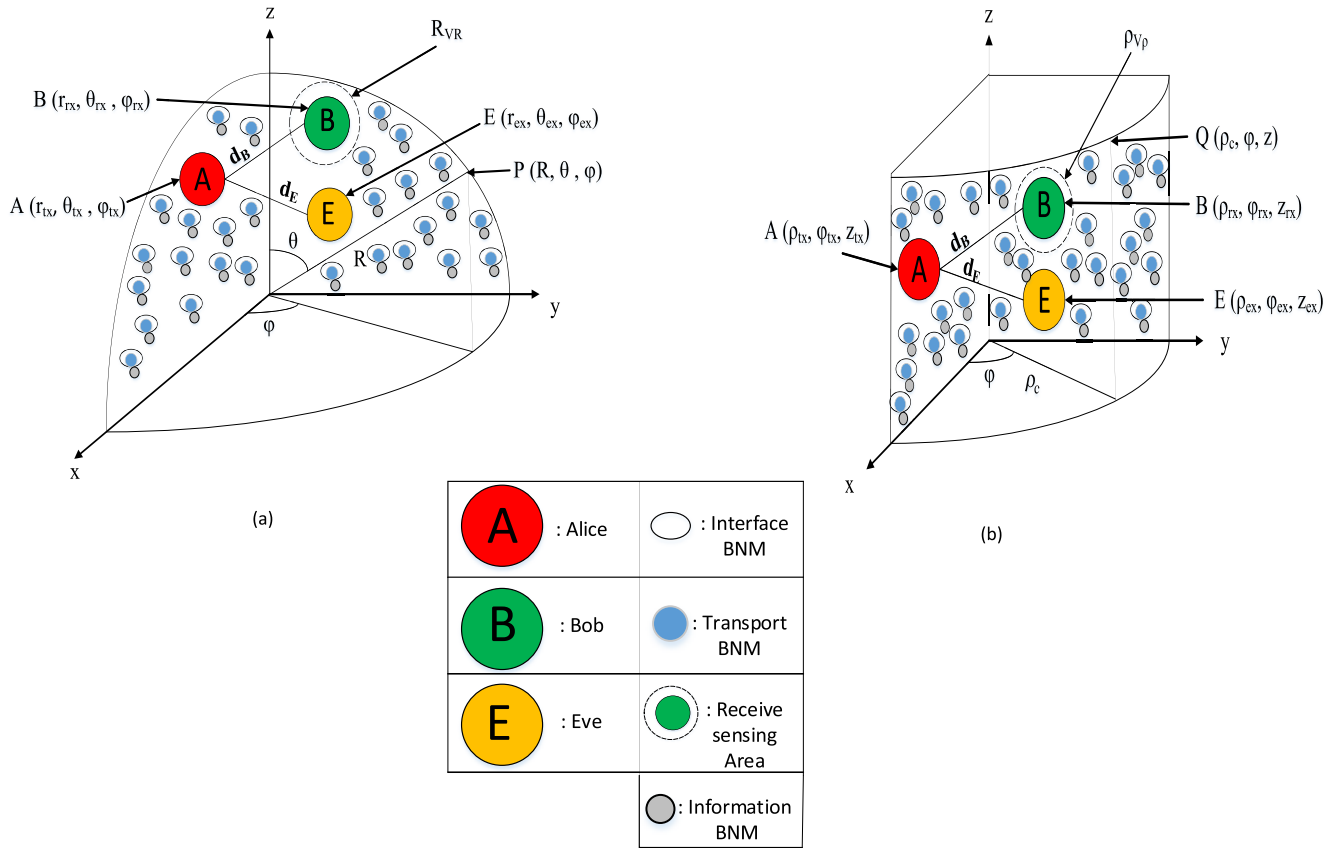 z
R_VR
B (r_rx, θ_rx , φ_rx)
B
E (r_ex, θ_ex, φ_ex)
d_B
A
P (R, θ , φ)
d_E
A (r_tx, θ_tx , φ_tx)
E
θ
R
y
φ
x
(a)
z
ρ_Vρ
Q (ρ_c, φ, z)
B
B (ρ_rx, φ_rx, z_rx)
A (ρ_tx, φ_tx, z_tx)
d_B
A
d_E
E
E (ρ_ex, φ_ex, z_ex)
y
φ
ρ_c
x
(b)
A
: Alice
: Interface
BNM
B
: Bob
: Transport
BNM
E
: Eve
: Receive
sensing
Area
: Information
BNM